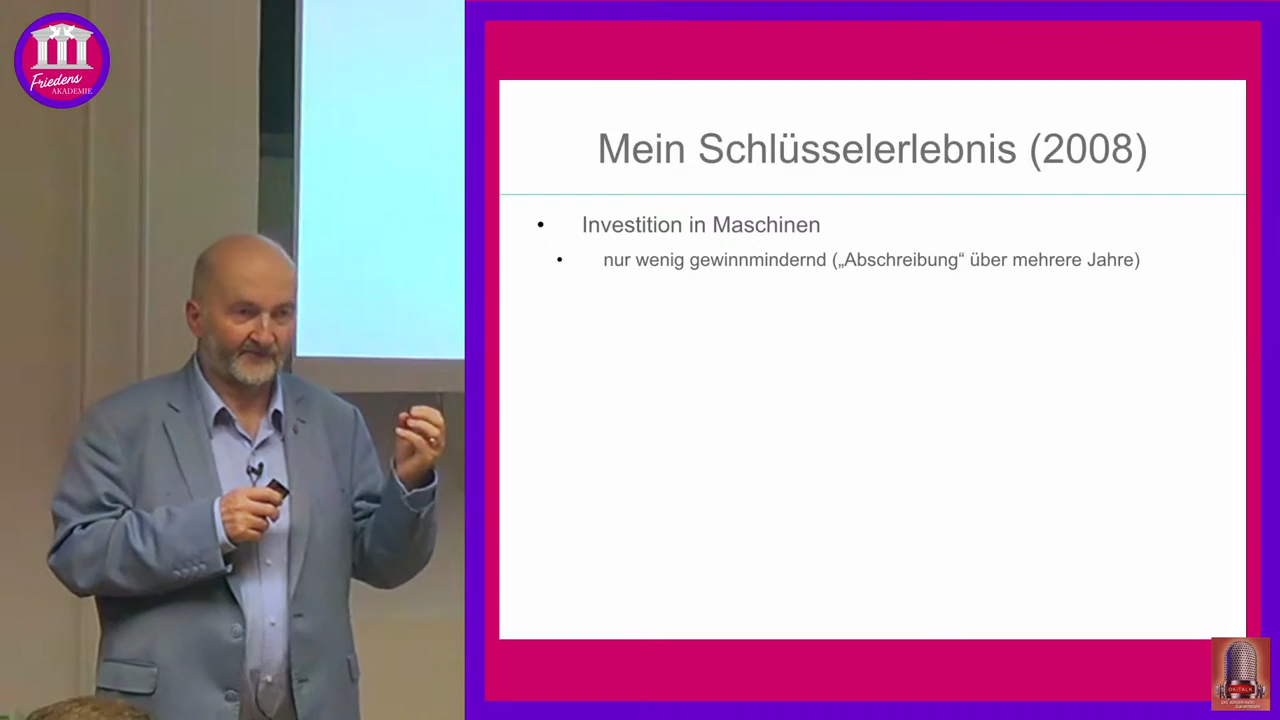 Friedens
AKADEMIE
Mein Schlüsselerlebnis (2008)
• Investition in Maschinen
• nur wenig gewinnmindernd („Abschreibung“ über mehrere Jahre)